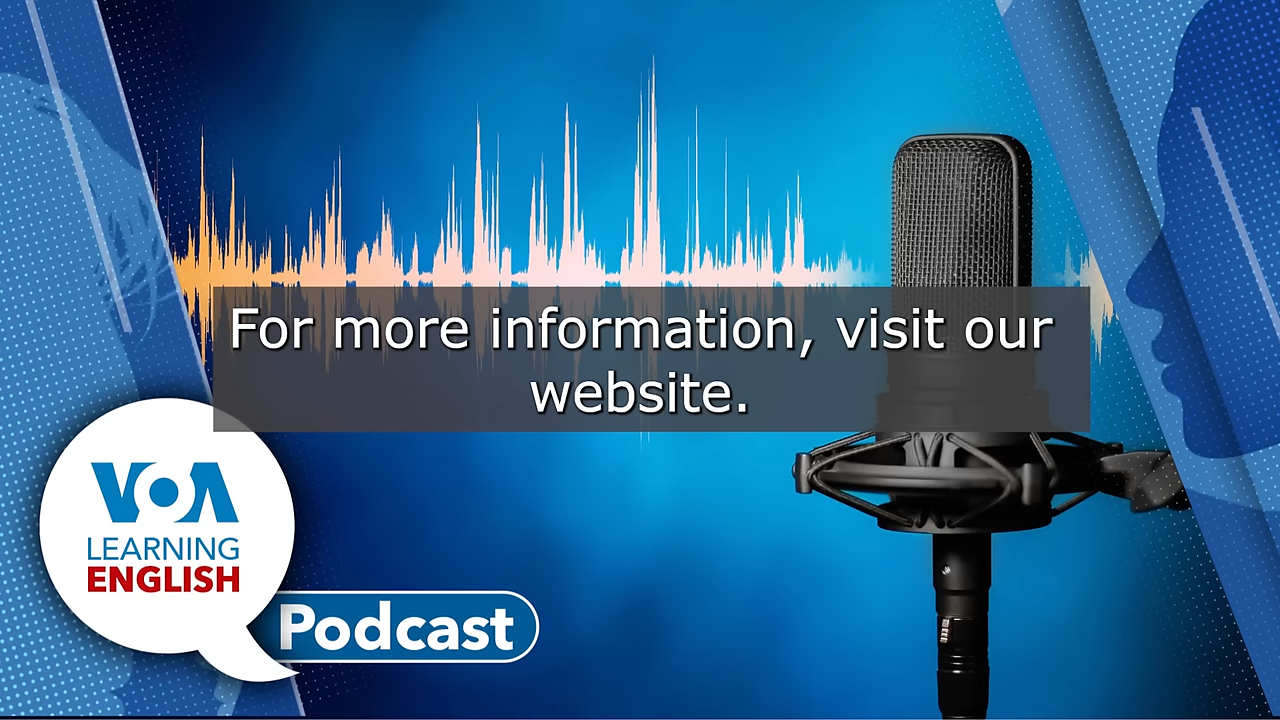 For more information, visit our
website.
VOA
LEARNING
ENGLISH
Podcast